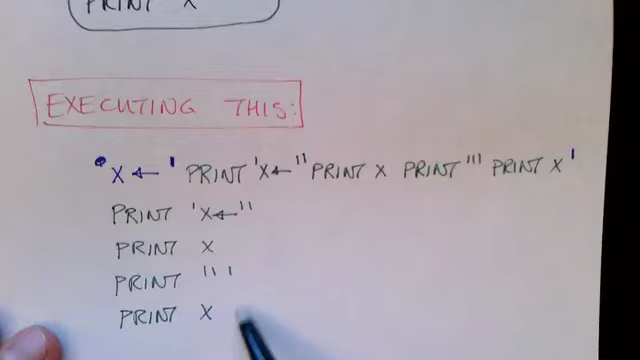 PRINT X
EXECUTING THIS:
X ← ' PRINT 'X←'' PRINT X PRINT ''' PRINT X '
PRINT 'X←''
PRINT X
PRINT '' '
PRINT X